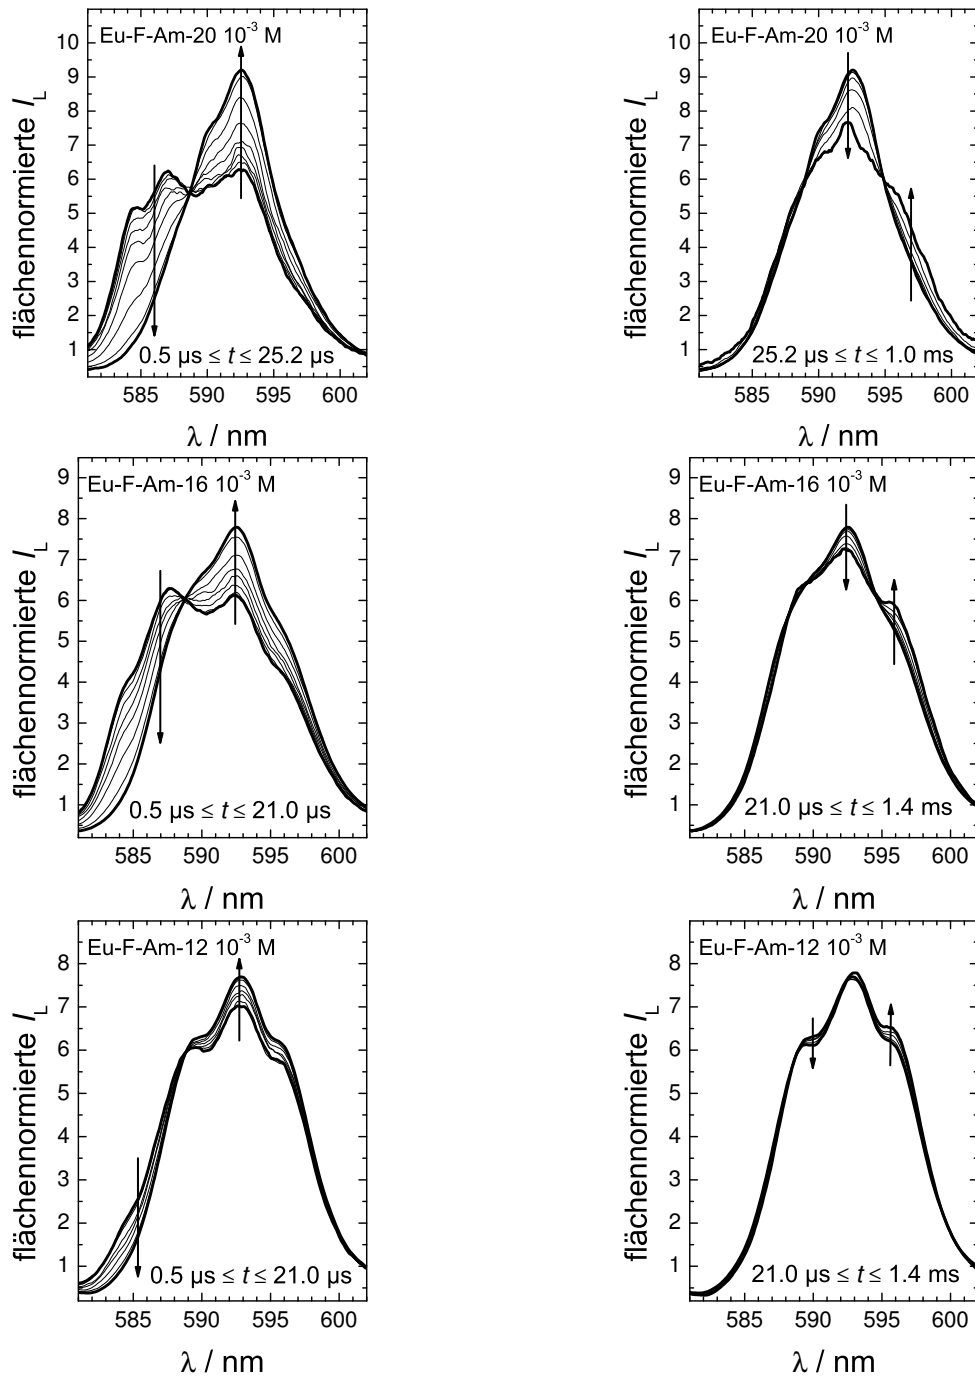 Eu-F-Am-20 10⁻³ M
flächennormierte I_L
11
10
9
8
7
6
5
4
3
2
1
0.5 µs ≤ t ≤ 25.2 µs
585 590 595 600
λ / nm
Eu-F-Am-20 10⁻³ M
flächennormierte I_L
10
9
8
7
6
5
4
3
2
1
25.2 µs ≤ t ≤ 1.0 ms
585 590 595 600
λ / nm
Eu-F-Am-16 10⁻³ M
flächennormierte I_L
9
8
7
6
5
4
3
2
1
0.5 µs ≤ t ≤ 21.0 µs
585 590 595 600
λ / nm
Eu-F-Am-16 10⁻³ M
flächennormierte I_L
9
8
7
6
5
4
3
2
1
21.0 µs ≤ t ≤ 1.4 ms
585 590 595 600
λ / nm
Eu-F-Am-12 10⁻³ M
flächennormierte I_L
8
7
6
5
4
3
2
1
0.5 µs ≤ t ≤ 21.0 µs
585 590 595 600
λ / nm
Eu-F-Am-12 10⁻³ M
flächennormierte I_L
8
7
6
5
4
3
2
1
21.0 µs ≤ t ≤ 1.4 ms
585 590 595 600
λ / nm